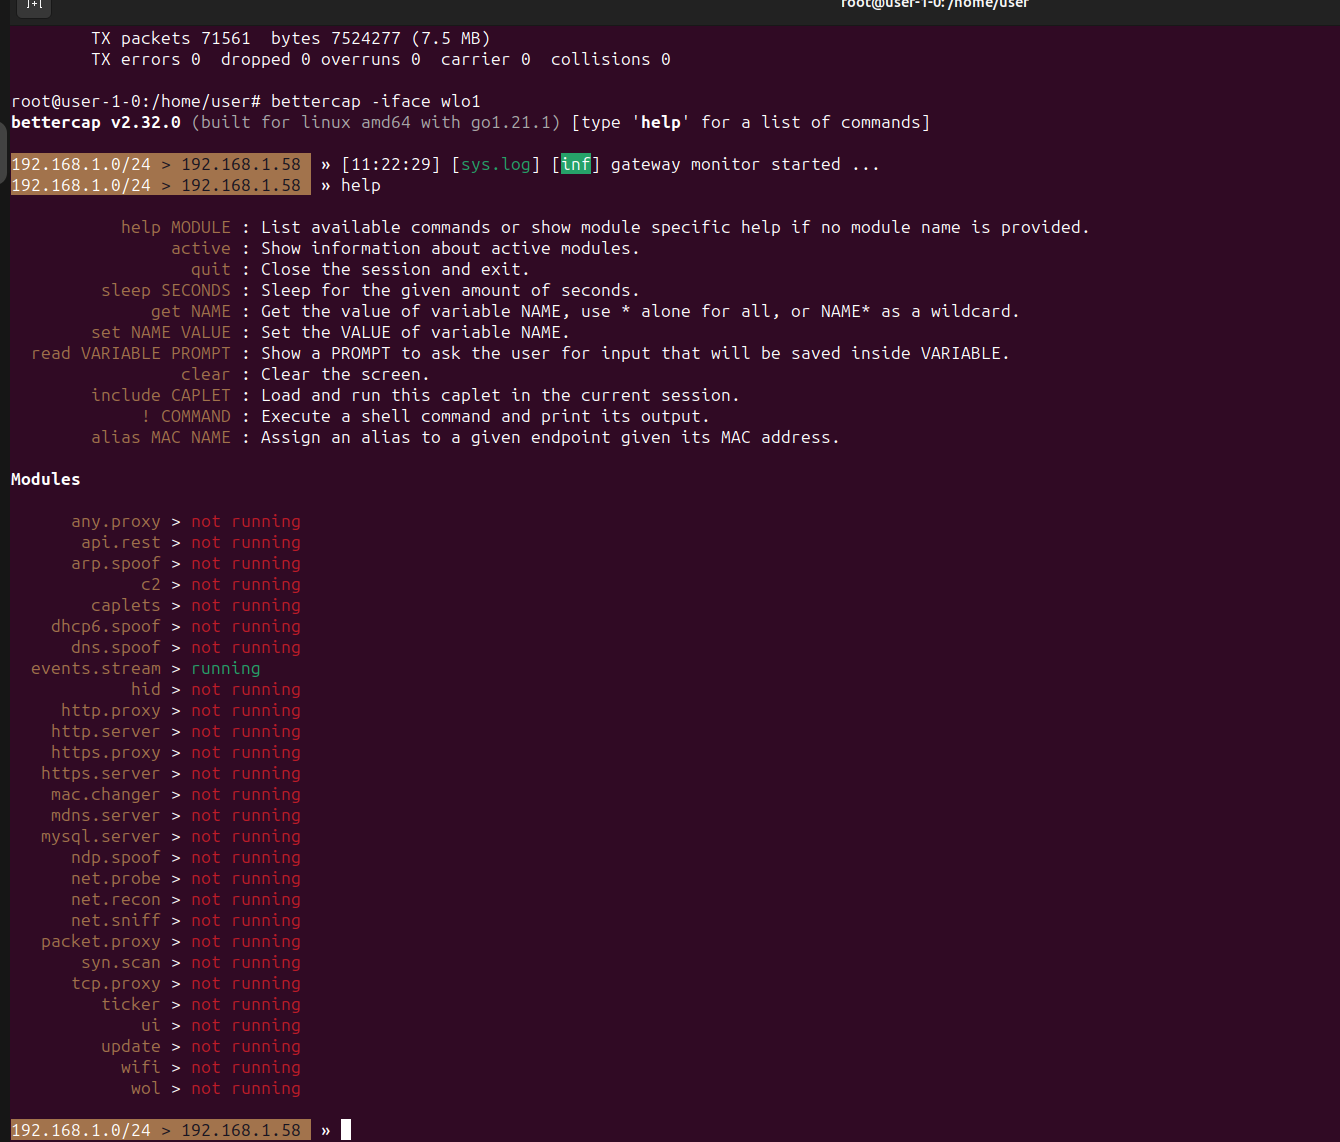 root@user-1-0: /home/user
TX packets 71561  bytes 7524277 (7.5 MB)
TX errors 0  dropped 0 overruns 0  carrier 0  collisions 0
root@user-1-0:/home/user# bettercap -iface wlo1
bettercap v2.32.0 (built for linux amd64 with go1.21.1) [type 'help' for a list of commands]
192.168.1.0/24 > 192.168.1.58  » [11:22:29] [sys.log] [inf] gateway monitor started ...
192.168.1.0/24 > 192.168.1.58  » help
help MODULE : List available commands or show module specific help if no module name is provided.
active : Show information about active modules.
quit : Close the session and exit.
sleep SECONDS : Sleep for the given amount of seconds.
get NAME : Get the value of variable NAME, use * alone for all, or NAME* as a wildcard.
set NAME VALUE : Set the VALUE of variable NAME.
read VARIABLE PROMPT : Show a PROMPT to ask the user for input that will be saved inside VARIABLE.
clear : Clear the screen.
include CAPLET : Load and run this caplet in the current session.
! COMMAND : Execute a shell command and print its output.
alias MAC NAME : Assign an alias to a given endpoint given its MAC address.
Modules
any.proxy > not running
api.rest > not running
arp.spoof > not running
c2 > not running
caplets > not running
dhcp6.spoof > not running
dns.spoof > not running
events.stream > running
hid > not running
http.proxy > not running
http.server > not running
https.proxy > not running
https.server > not running
mac.changer > not running
mdns.server > not running
mysql.server > not running
ndp.spoof > not running
net.probe > not running
net.recon > not running
net.sniff > not running
packet.proxy > not running
syn.scan > not running
tcp.proxy > not running
ticker > not running
ui > not running
update > not running
wifi > not running
wol > not running
192.168.1.0/24 > 192.168.1.58  »